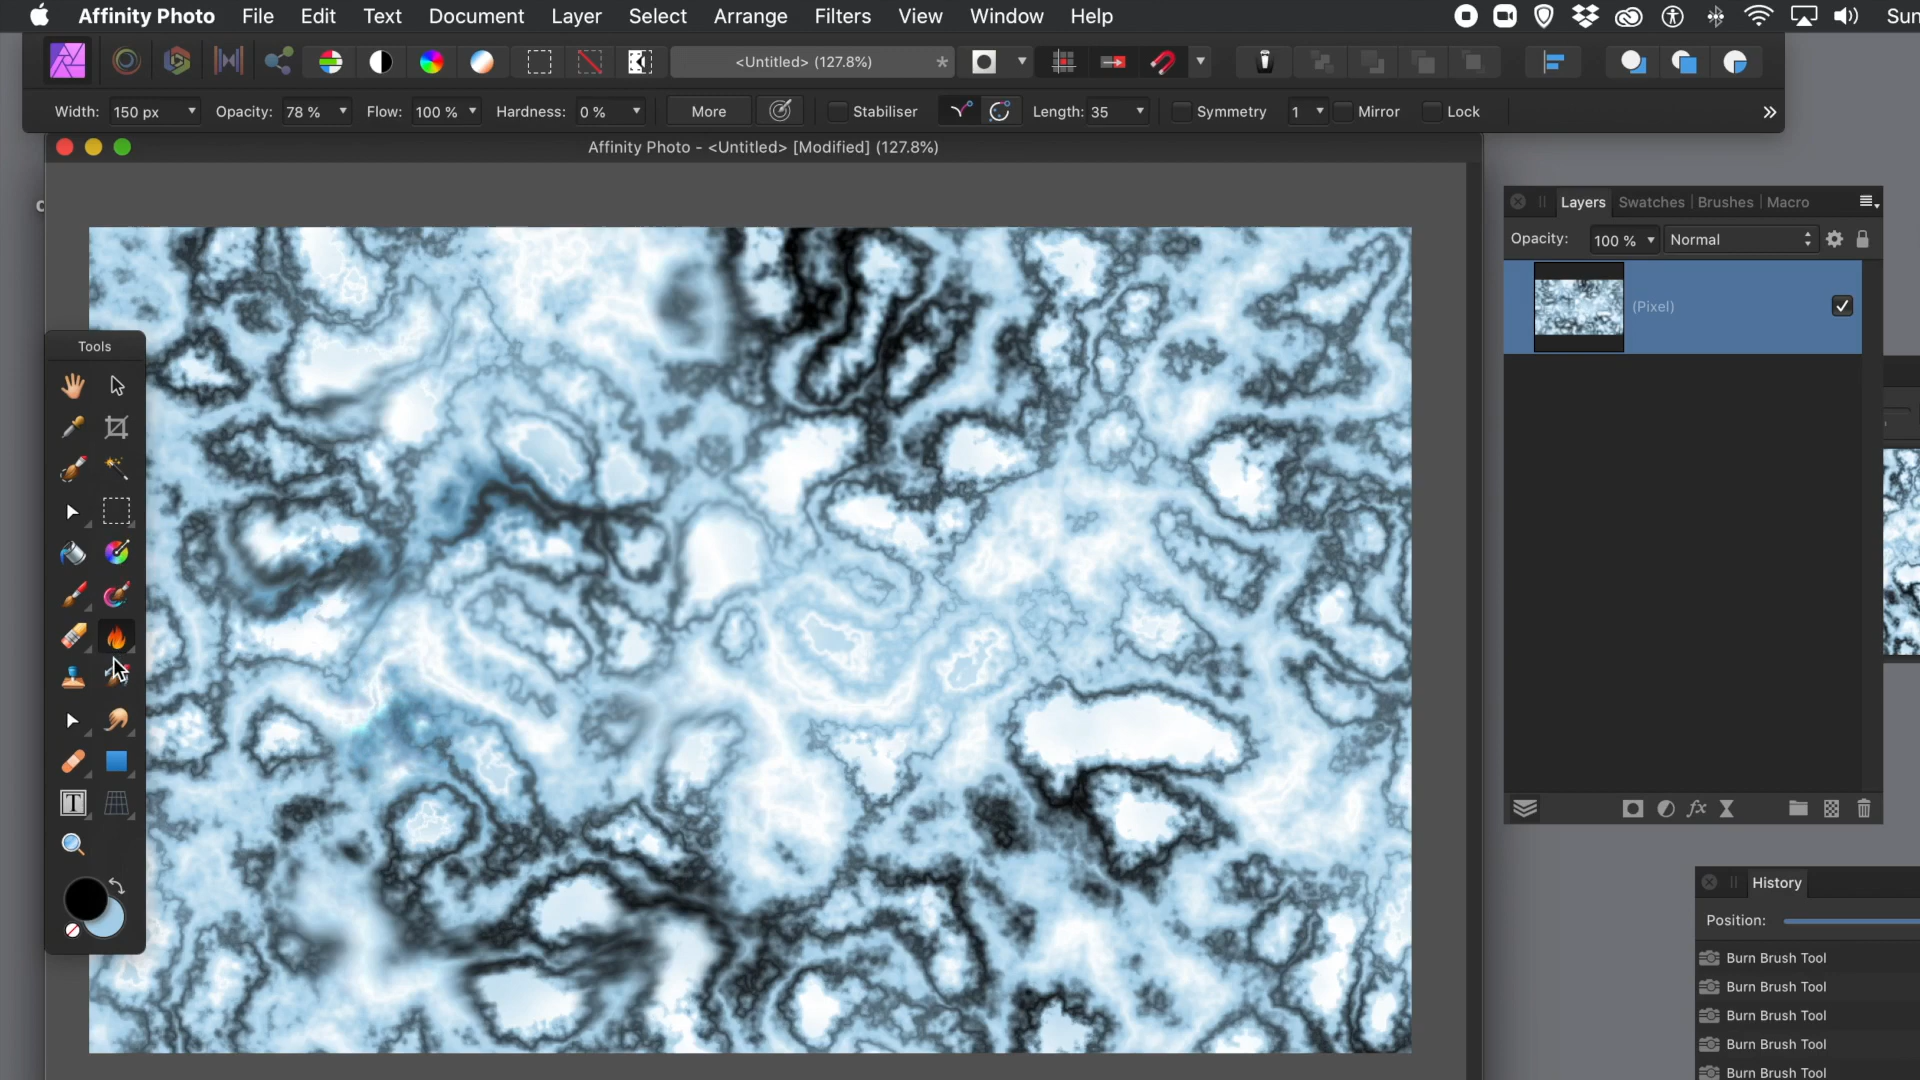 Affinity Photo File Edit Text Document Layer Select Arrange Filters View Window Help Sun
<Untitled> (127.8%) *
Width: 150 px Opacity: 78 % Flow: 100 % Hardness: 0 % More Stabiliser Length: 35 Symmetry 1 Mirror Lock
Affinity Photo - <Untitled> [Modified] (127.8%)
Layers Swatches Brushes Macro
Opacity: 100 % Normal
(Pixel)
Tools
T
History
Position:
Burn Brush Tool
Burn Brush Tool
Burn Brush Tool
Burn Brush Tool
Burn Brush Tool